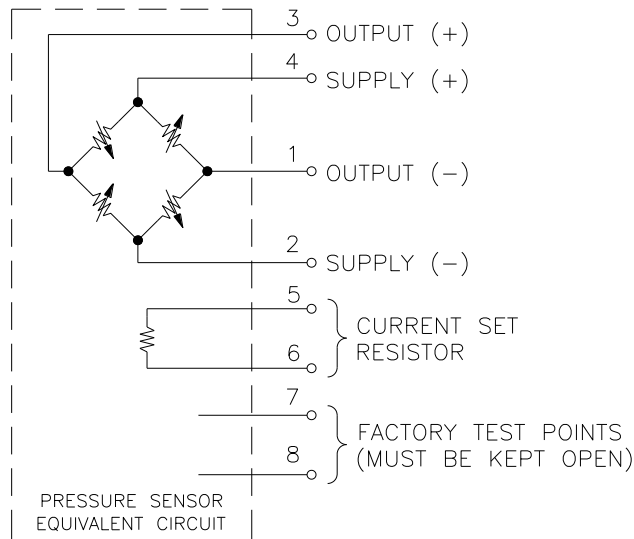 3
OUTPUT (+)
4
SUPPLY (+)
1
OUTPUT (−)
2
SUPPLY (−)
5
CURRENT SET
RESISTOR
6
7
FACTORY TEST POINTS
(MUST BE KEPT OPEN)
8
PRESSURE SENSOR
EQUIVALENT CIRCUIT